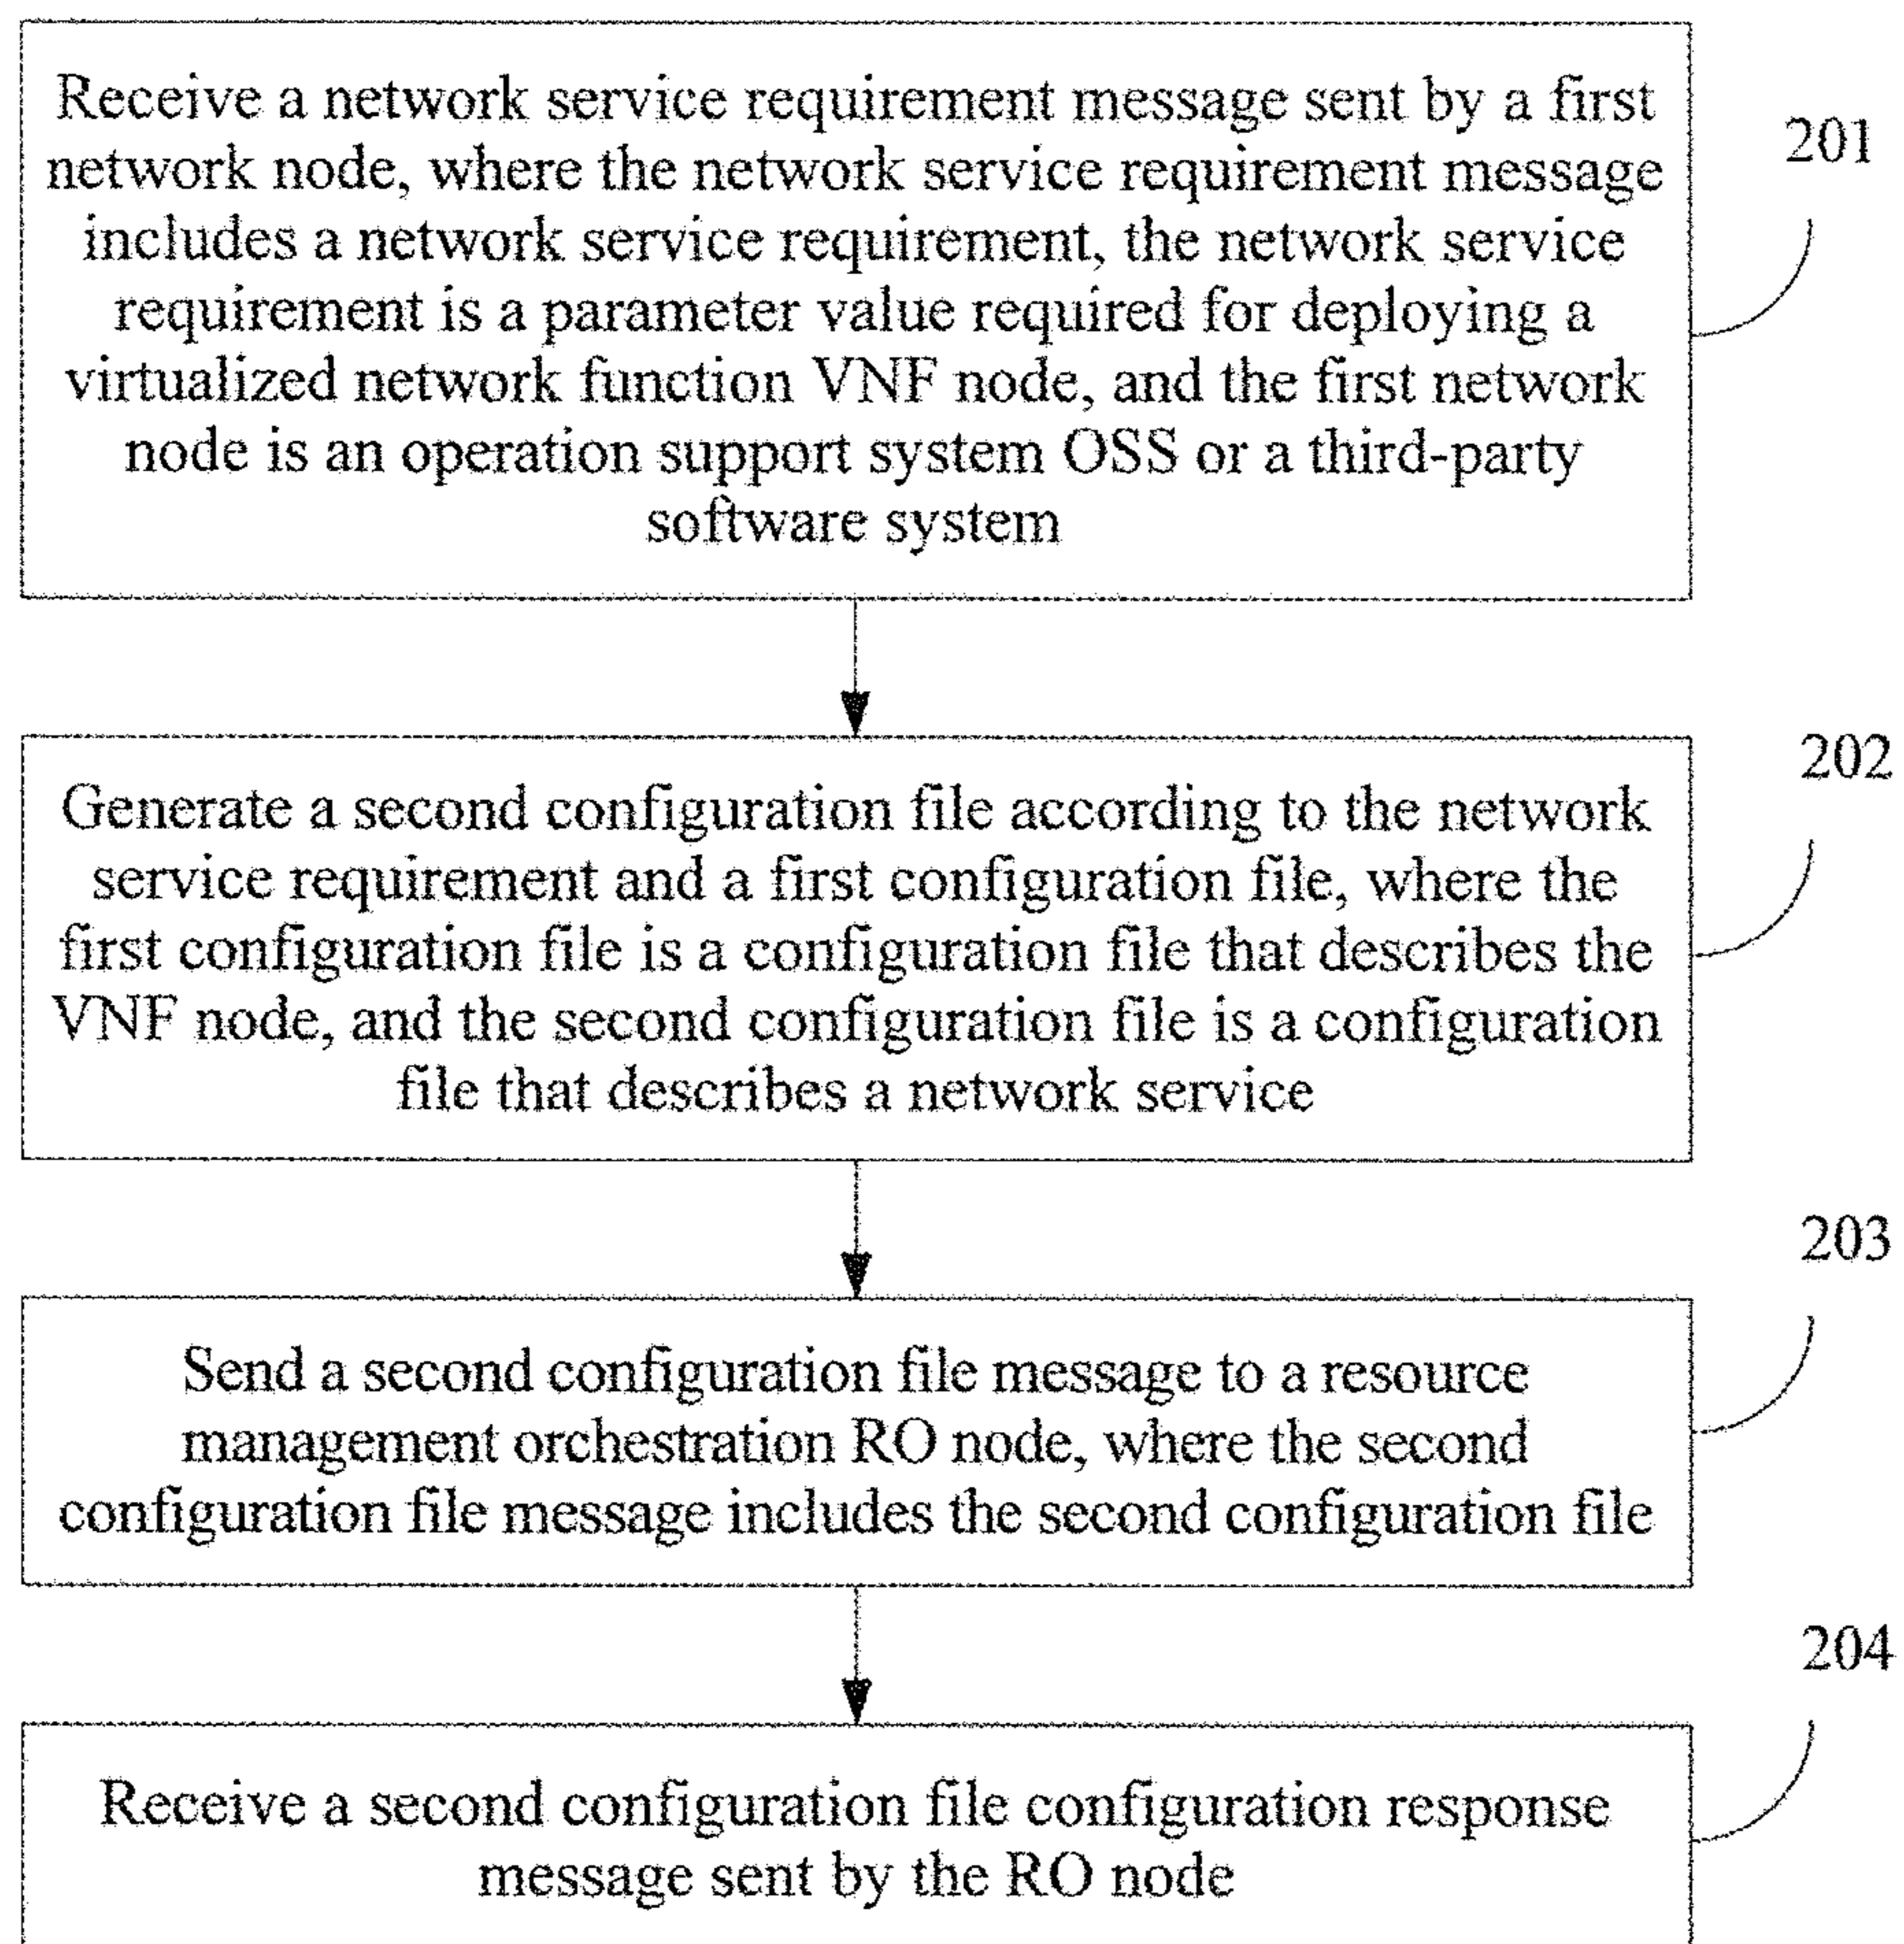 Receive a network service requirement message sent by a first
network node, where the network service requirement message
includes a network service requirement, the network service
requirement is a parameter value required for deploying a
virtualized network function VNF node, and the first network
node is an operation support system OSS or a third-party
software system
201
Generate a second configuration file according to the network
service requirement and a first configuration file, where the
first configuration file is a configuration file that describes the
VNF node, and the second configuration file is a configuration
file that describes a network service
202
Send a second configuration file message to a resource
management orchestration RO node, where the second
configuration file message includes the second configuration file
203
Receive a second configuration file configuration response
message sent by the RO node
204